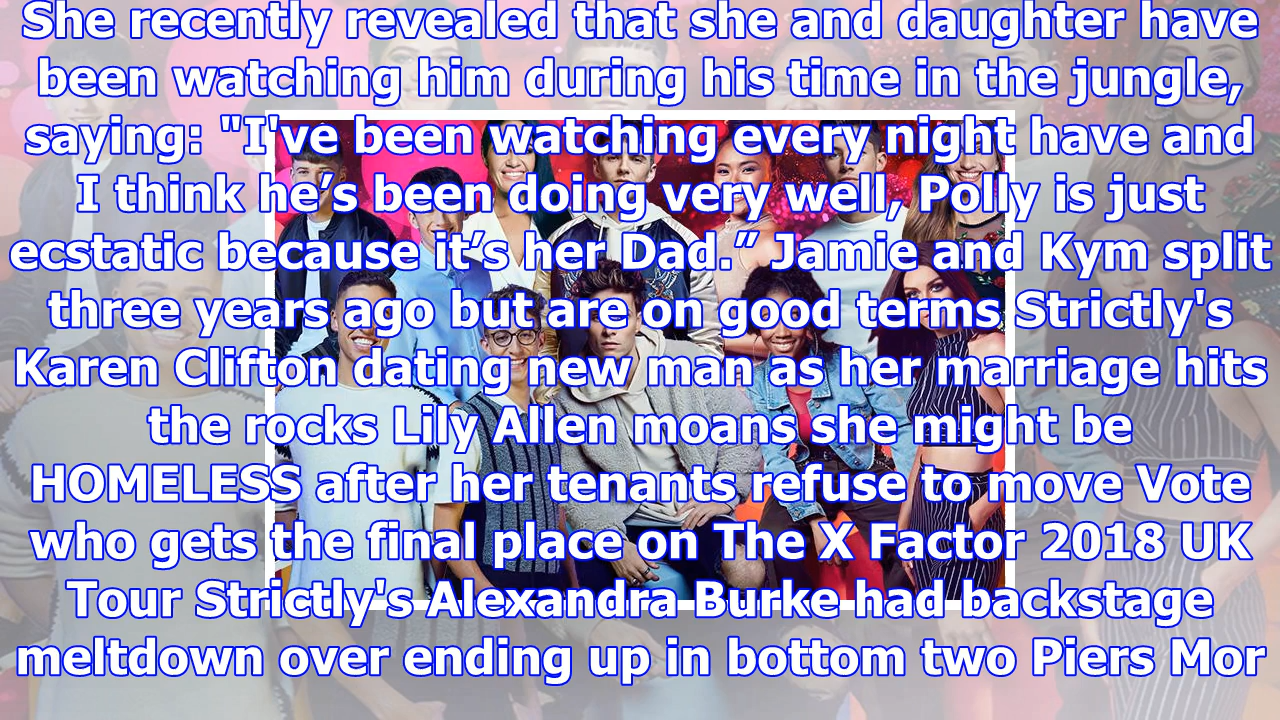 She recently revealed that she and daughter have
been watching him during his time in the jungle,
saying: "I've been watching every night have and
I think he’s been doing very well, Polly is just
ecstatic because it’s her Dad.” Jamie and Kym split
three years ago but are on good terms Strictly's
Karen Clifton dating new man as her marriage hits
the rocks Lily Allen moans she might be
HOMELESS after her tenants refuse to move Vote
who gets the final place on The X Factor 2018 UK
Tour Strictly's Alexandra Burke had backstage
meltdown over ending up in bottom two Piers Mor